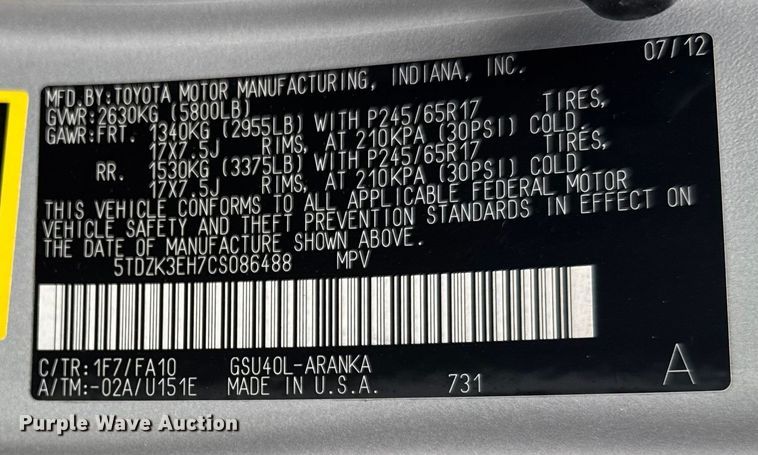 07/12
MFD.BY:TOYOTA MOTOR MANUFACTURING, INDIANA, INC.
GVWR:2630KG (5800LB)
GAWR:FRT. 1340KG (2955LB) WITH P245/65R17 TIRES,
17X7.5J RIMS, AT 210KPA (30PSI) COLD.
RR. 1530KG (3375LB) WITH P245/65R17 TIRES,
17X7.5J RIMS, AT 210KPA (30PSI) COLD.
THIS VEHICLE CONFORMS TO ALL APPLICABLE FEDERAL MOTOR
VEHICLE SAFETY AND THEFT PREVENTION STANDARDS IN EFFECT ON
THE DATE OF MANUFACTURE SHOWN ABOVE.
5TDZK3EH7CS086488 MPV
C/TR:1F7/FA10 GSU40L-ARANKA
A/TM:-02A/U151E MADE IN U.S.A. 731 A
Purple Wave Auction